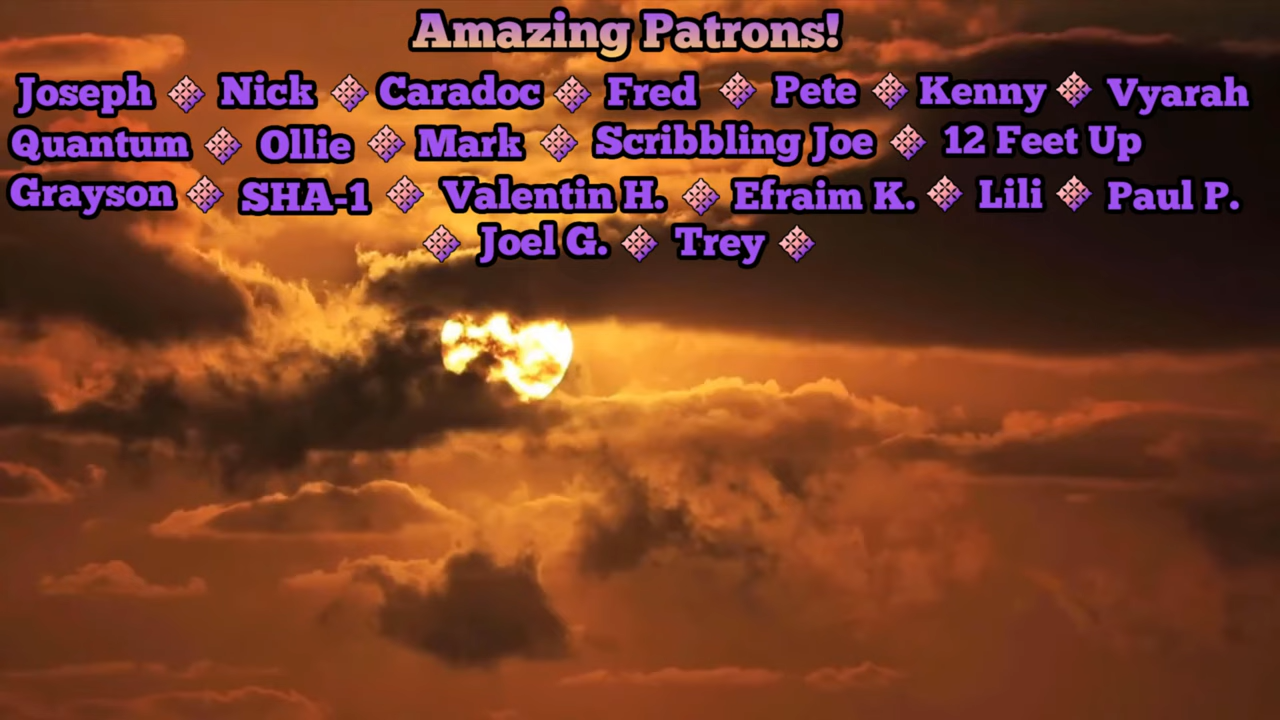 Amazing Patrons!
Joseph Nick Caradoc Fred Pete Kenny Vyarah
Quantum Ollie Mark Scribbling Joe 12 Feet Up
Grayson SHA-1 Valentin H. Efraim K. Lili Paul P.
Joel G. Trey